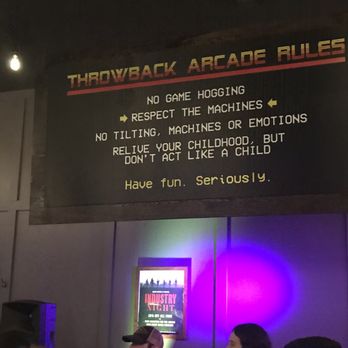 THROWBACK ARCADE RULES
NO GAME HOGGING
RESPECT THE MACHINES
NO TILTING, MACHINES OR EMOTIONS
RELIVE YOUR CHILDHOOD, BUT
DON'T ACT LIKE A CHILD
Have fun. Seriously.
INDUSTRY
NIGHT